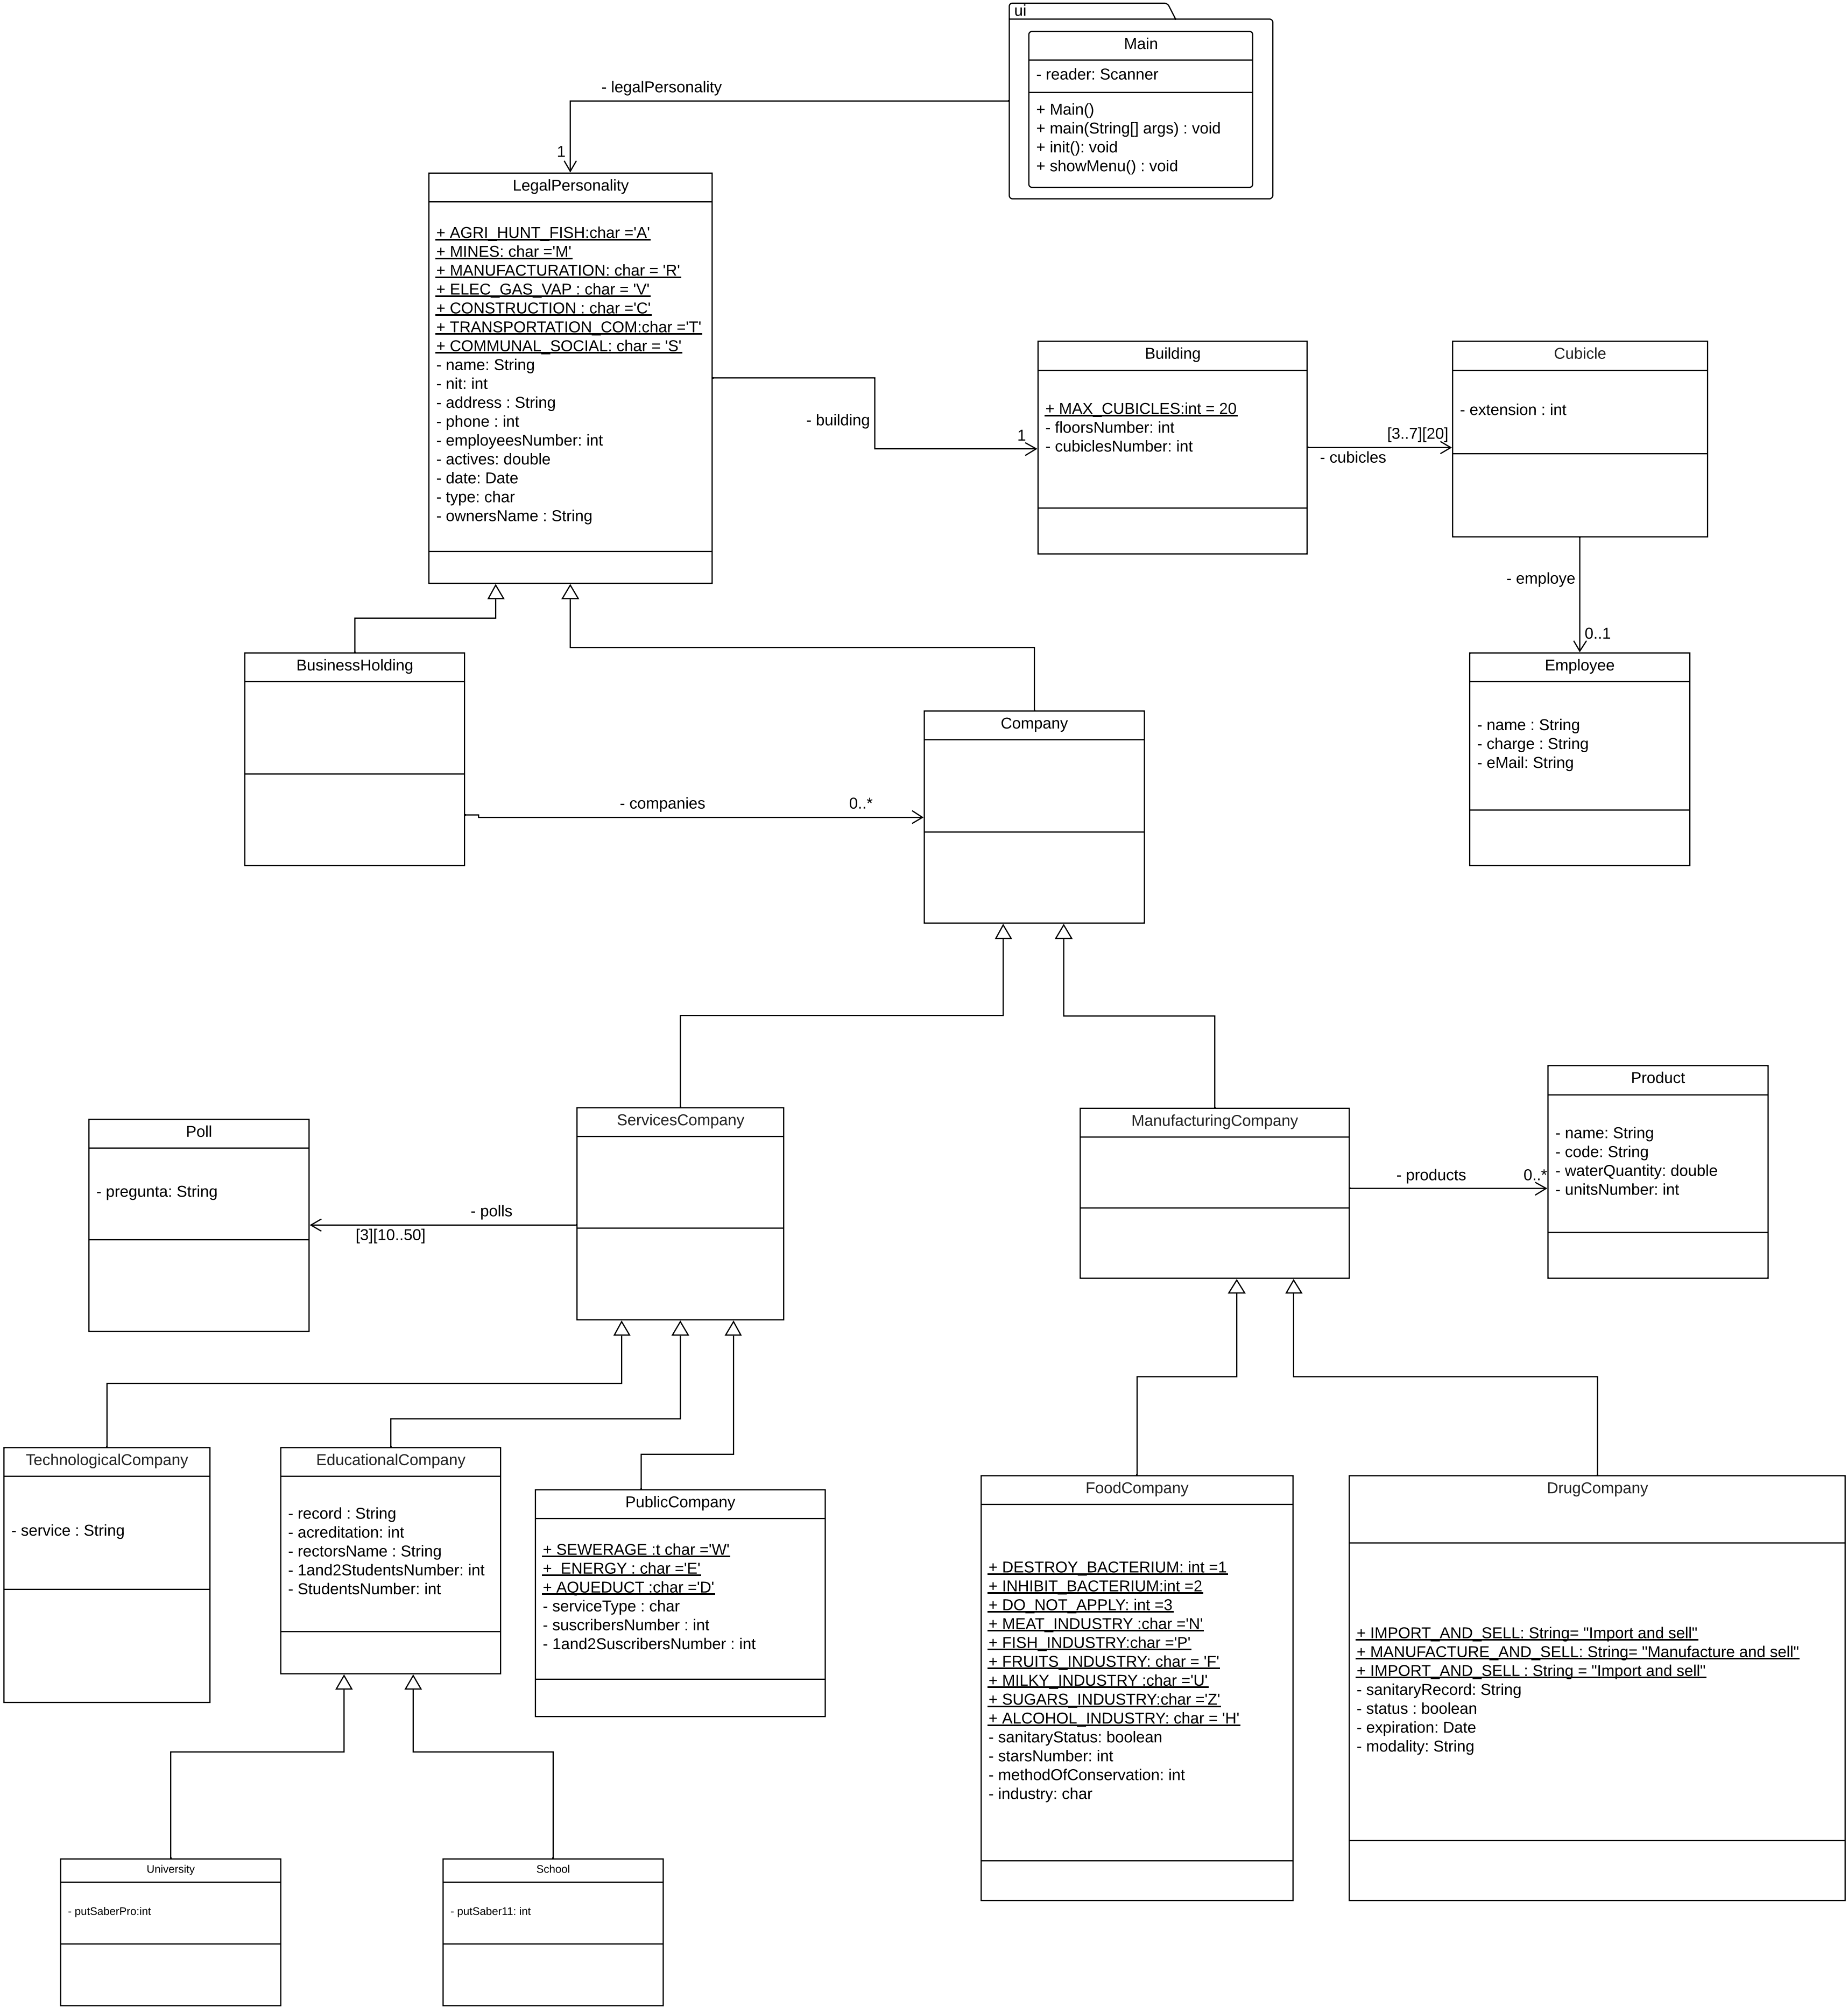 ui
Main
- reader: Scanner
+ Main()
+ main(String[] args) : void
+ init(): void
+ showMenu() : void
- legalPersonality
1
LegalPersonality
+ AGRI_HUNT_FISH:char ='A'
+ MINES: char ='M'
+ MANUFACTURATION: char = 'R'
+ ELEC_GAS_VAP : char = 'V'
+ CONSTRUCTION : char ='C'
+ TRANSPORTATION_COM:char ='T'
+ COMMUNAL_SOCIAL: char = 'S'
- name: String
- nit: int
- address : String
- phone : int
- employeesNumber: int
- actives: double
- date: Date
- type: char
- ownersName : String
- building
1
Building
+ MAX_CUBICLES:int = 20
- floorsNumber: int
- cubiclesNumber: int
[3..7][20]
- cubicles
Cubicle
- extension : int
- employe
0..1
Employee
- name : String
- charge : String
- eMail: String
BusinessHolding
- companies
0..*
Company
Poll
- pregunta: String
- polls
[3][10..50]
ServicesCompany
ManufacturingCompany
- products
0..*
Product
- name: String
- code: String
- waterQuantity: double
- unitsNumber: int
TechnologicalCompany
- service : String
EducationalCompany
- record : String
- acreditation: int
- rectorsName : String
- 1and2StudentsNumber: int
- StudentsNumber: int
PublicCompany
+ SEWERAGE :t char ='W'
+  ENERGY : char ='E'
+ AQUEDUCT :char ='D'
- serviceType : char
- suscribersNumber : int
- 1and2SuscribersNumber : int
FoodCompany
+ DESTROY_BACTERIUM: int =1
+ INHIBIT_BACTERIUM:int =2
+ DO_NOT_APPLY: int =3
+ MEAT_INDUSTRY :char ='N'
+ FISH_INDUSTRY:char ='P'
+ FRUITS_INDUSTRY: char = 'F'
+ MILKY_INDUSTRY :char ='U'
+ SUGARS_INDUSTRY:char ='Z'
+ ALCOHOL_INDUSTRY: char = 'H'
- sanitaryStatus: boolean
- starsNumber: int
- methodOfConservation: int
- industry: char
DrugCompany
+ IMPORT_AND_SELL: String= "Import and sell"
+ MANUFACTURE_AND_SELL: String= "Manufacture and sell"
+ IMPORT_AND_SELL : String = "Import and sell"
- sanitaryRecord: String
- status : boolean
- expiration: Date
- modality: String
University
- putSaberPro:int
School
- putSaber11: int